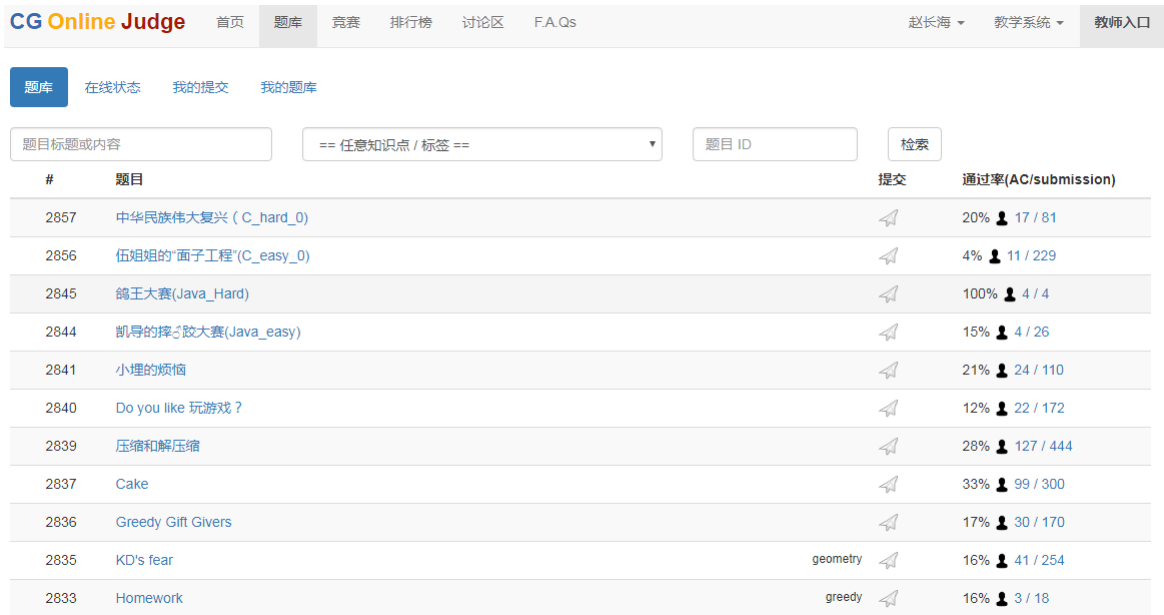 CG Online Judge 首页 题库 竞赛 排行榜 讨论区 F.A.Qs 赵长海 教学系统 教师入口
题库 在线状态 我的提交 我的题库
题目标题或内容 == 任意知识点 / 标签 == 题目 ID 检索
# 题目 提交 通过率(AC/submission)
2857 中华民族伟大复兴（C_hard_0) 20% 17 / 81
2856 伍姐姐的“面子工程”(C_easy_0) 4% 11 / 229
2845 鸽王大赛(Java_Hard) 100% 4 / 4
2844 凯导的摔♂跤大赛(Java_easy) 15% 4 / 26
2841 小埋的烦恼 21% 24 / 110
2840 Do you like 玩游戏？ 12% 22 / 172
2839 压缩和解压缩 28% 127 / 444
2837 Cake 33% 99 / 300
2836 Greedy Gift Givers 17% 30 / 170
2835 KD's fear geometry 16% 41 / 254
2833 Homework greedy 16% 3 / 18